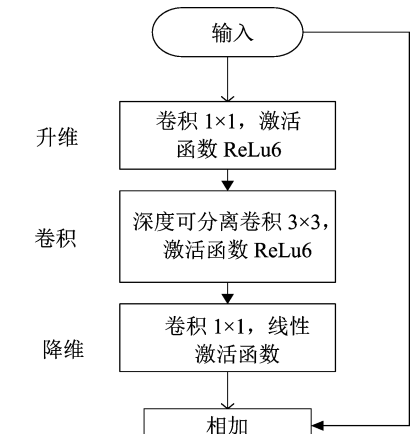 输入
升维
卷积 1×1，激活
函数 ReLu6
卷积
深度可分离卷积 3×3，
激活函数 ReLu6
降维
卷积 1×1，线性
激活函数
相加